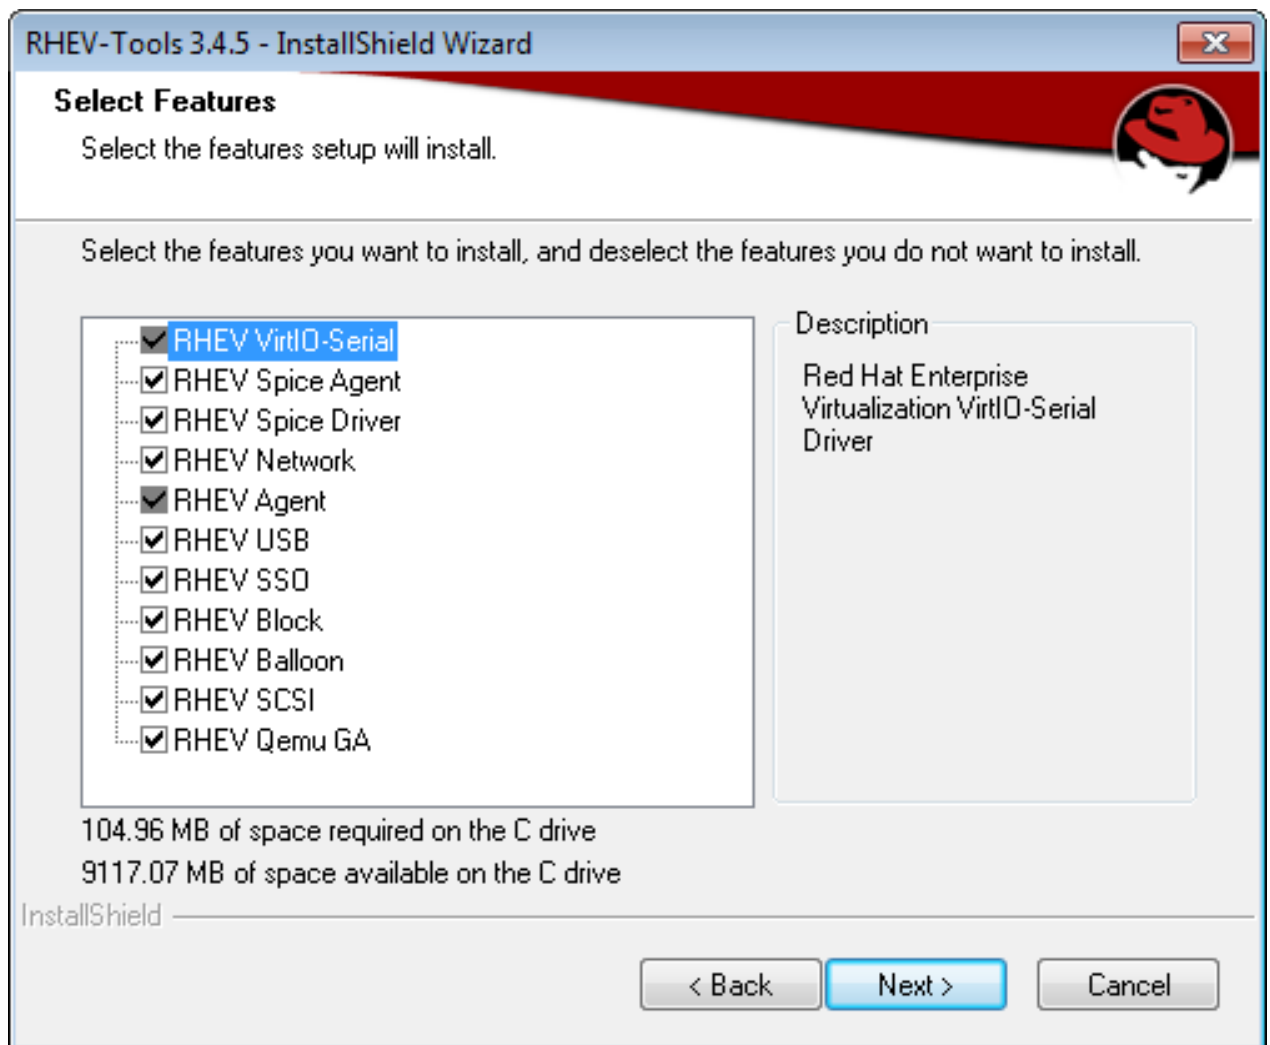 RHEV-Tools 3.4.5 - InstallShield Wizard
Select Features
Select the features setup will install.
Select the features you want to install, and deselect the features you do not want to install.
RHEV VirtIO-Serial
RHEV Spice Agent
RHEV Spice Driver
RHEV Network
RHEV Agent
RHEV USB
RHEV SSO
RHEV Block
RHEV Balloon
RHEV SCSI
RHEV Qemu GA
Description
Red Hat Enterprise
Virtualization VirtIO-Serial
Driver
104.96 MB of space required on the C drive
9117.07 MB of space available on the C drive
InstallShield
< Back
Next >
Cancel